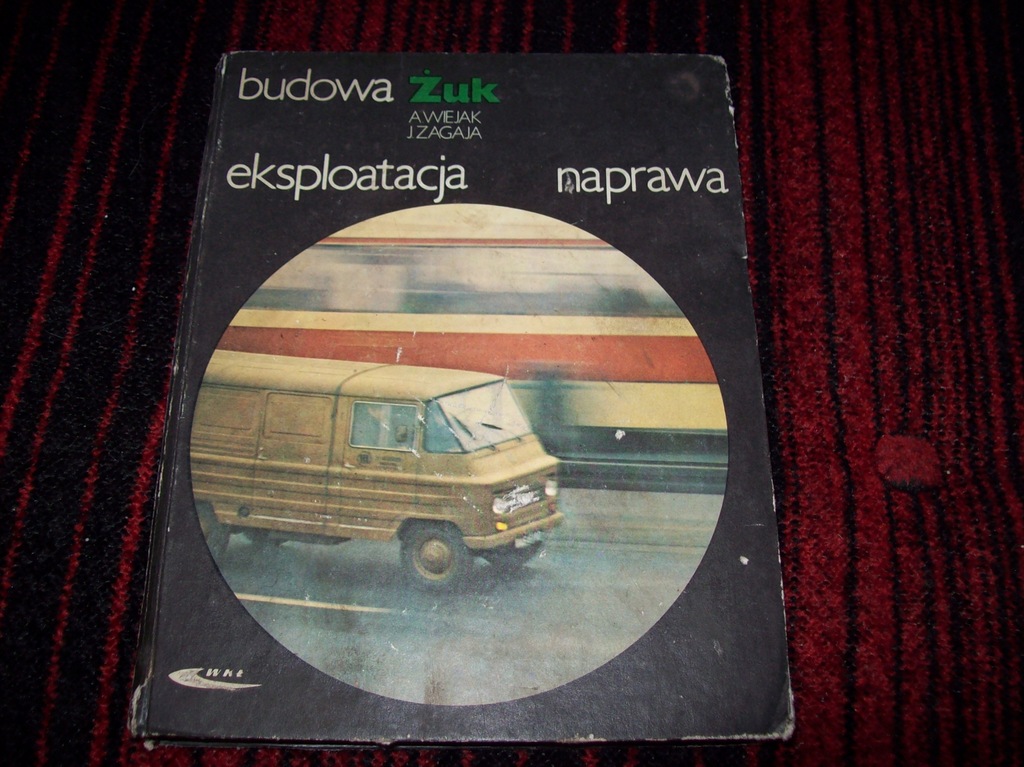 budowa Żuk
A.WIEJAK
J.ZAGAJA
eksploatacja naprawa
WKŁ